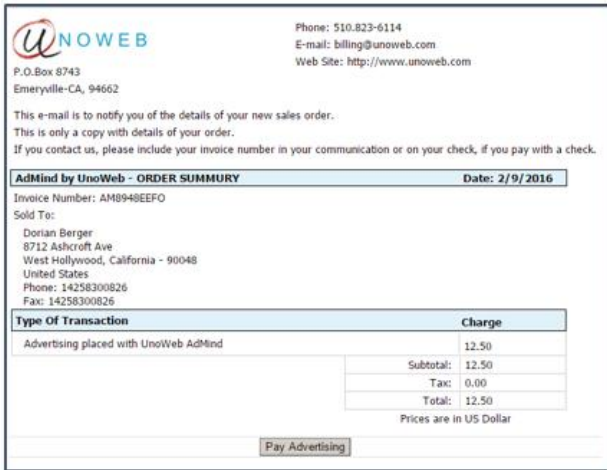 UNOWEB
Phone: 510.823-6114
E-mail: billing@unoweb.com
Web Site: http://www.unoweb.com
P.O.Box 8743
Emeryville-CA, 94662
This e-mail is to notify you of the details of your new sales order.
This is only a copy with details of your order.
If you contact us, please include your invoice number in your communication or on your check, if you pay with a check.
AdMind by UnoWeb - ORDER SUMMURY Date: 2/9/2016
Invoice Number: AM8948EEFO
Sold To:
Dorian Berger
8712 Ashcroft Ave
West Hollywood, California - 90048
United States
Phone: 14258300826
Fax: 14258300826
Type Of Transaction Charge
Advertising placed with UnoWeb AdMind 12.50
Subtotal: 12.50
Tax: 0.00
Total: 12.50
Prices are in US Dollar
Pay Advertising